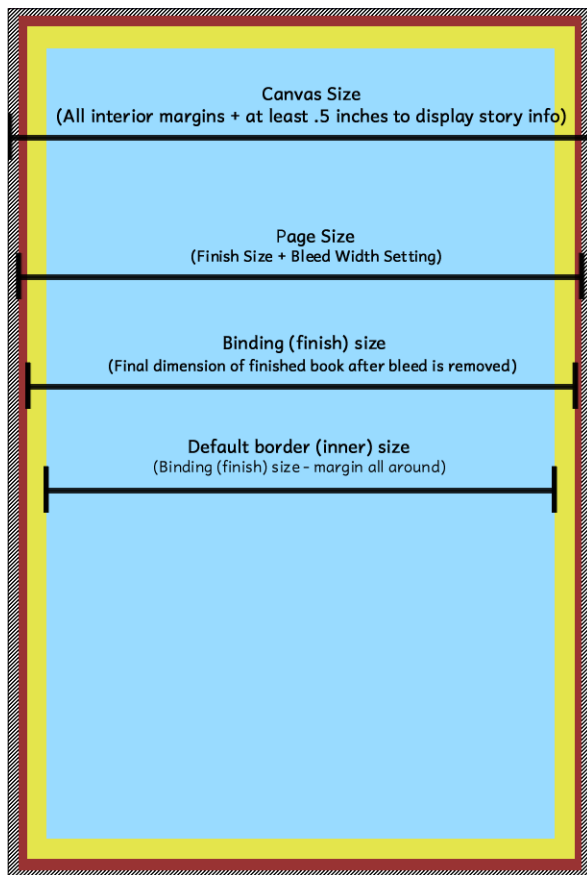 Canvas Size
(All interior margins + at least .5 inches to display story info)
Page Size
(Finish Size + Bleed Width Setting)
Binding (finish) size
(Final dimension of finished book after bleed is removed)
Default border (inner) size
(Binding (finish) size – margin all around)